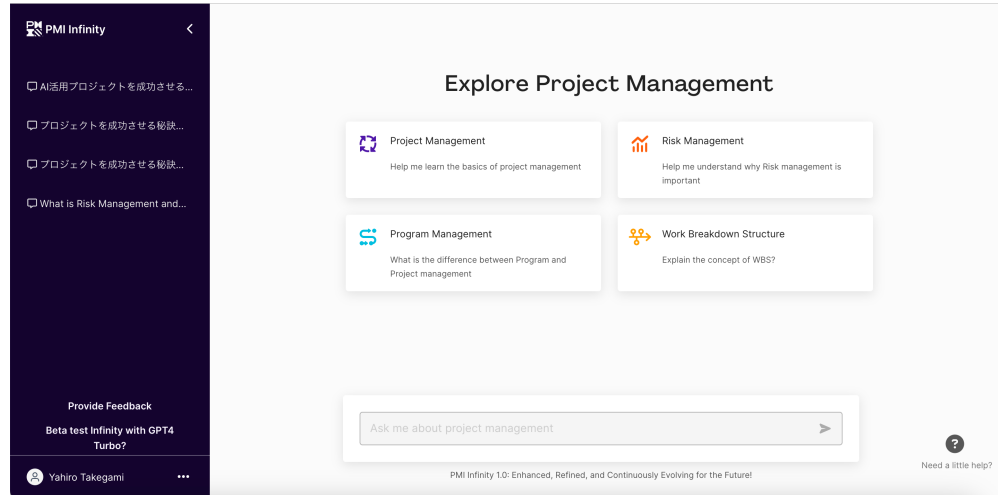 PMI Infinity
AI活用プロジェクトを成功させる...
プロジェクトを成功させる秘訣...
プロジェクトを成功させる秘訣...
What is Risk Management and...
Provide Feedback
Beta test Infinity with GPT4
Turbo?
Yahiro Takegami
Explore Project Management
Project Management
Help me learn the basics of project management
Risk Management
Help me understand why Risk management is
important
Program Management
What is the difference between Program and
Project management
Work Breakdown Structure
Explain the concept of WBS?
Ask me about project management
PMI Infinity 1.0: Enhanced, Refined, and Continuously Evolving for the Future!
?
Need a little help?